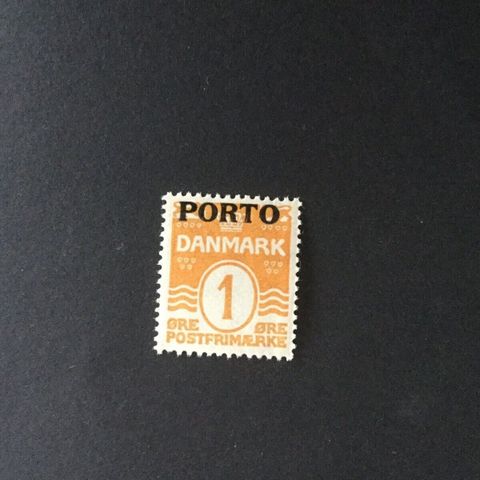 PORTO
DANMARK
1
ØRE ØRE
POSTFRIMÆRKE